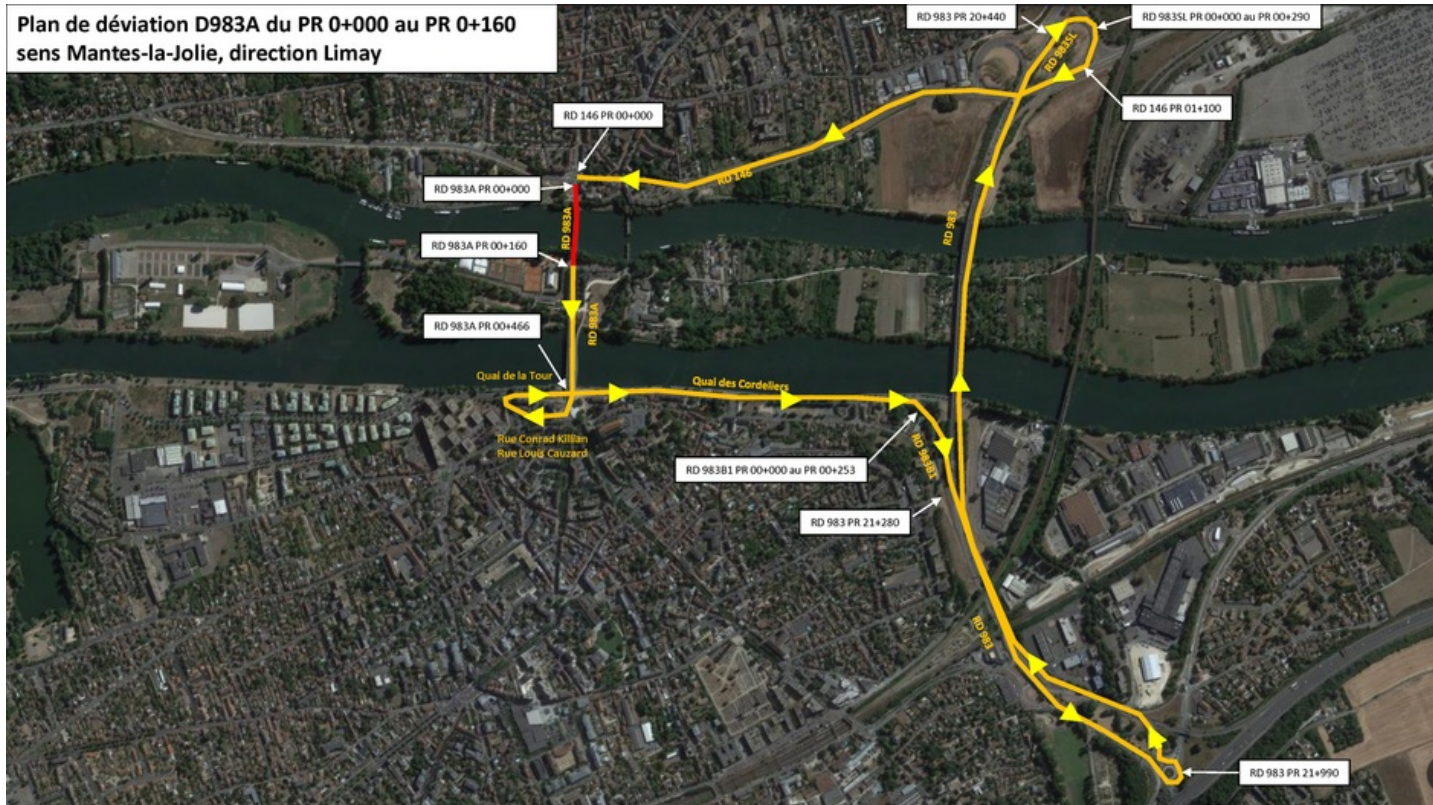 Plan de déviation D983A du PR 0+000 au PR 0+160
sens Mantes-la-Jolie, direction Limay
RD 983 PR 20+440
RD 983SL PR 00+000 au PR 00+290
RD 983SL
RD 146 PR 01+100
RD 146 PR 00+000
RD 146
RD 983A PR 00+000
RD 983A
RD 983
RD 983A PR 00+160
RD 983A PR 00+466
RD 983A
Quai de la Tour
Quai des Cordeliers
Rue Conrad Killian
Rue Louis Cauzard
RD 983B1
RD 983B1 PR 00+000 au PR 00+253
RD 983 PR 21+280
RD 983
RD 983 PR 21+990